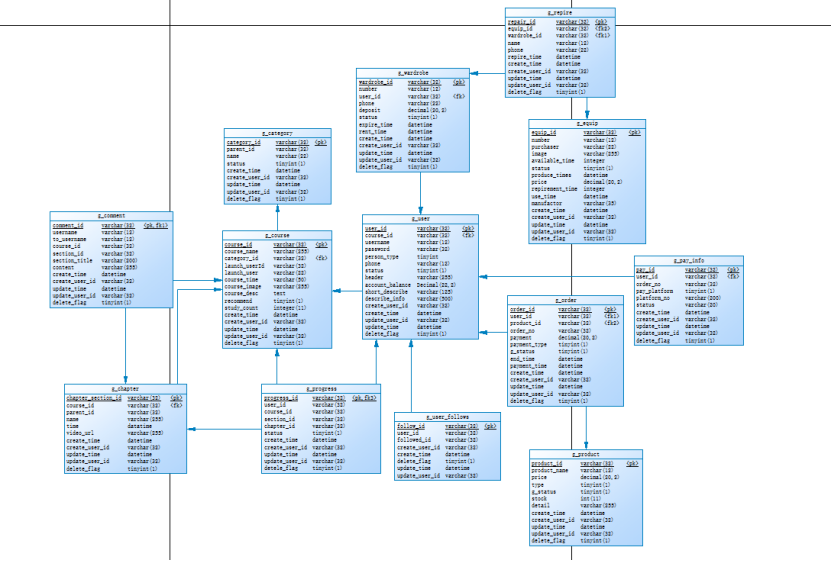 g_repire
repair_id varchar(32) <pk>
equip_id varchar(32) <fk2>
wardrobe_id varchar(32) <fk1>
name varchar(18)
phone varchar(32)
repire_time datetime
create_time datetime
create_user_id varchar(32)
update_time datetime
update_user_id varchar(32)
delete_flag tinyint(1)
g_wardrobe
wardrobe_id varchar(32) <pk>
number varchar(18)
user_id varchar(32) <fk>
phone varchar(32)
deposit decimal(20,2)
status tinyint(1)
expire_time datetime
rent_time datetime
create_time datetime
create_user_id varchar(32)
update_time datetime
update_user_id varchar(32)
delete_flag tinyint(1)
g_equip
equip_id varchar(32) <pk>
number varchar(18)
purchaser varchar(32)
image varchar(255)
available_time integer
status tinyint(1)
produce_times datetime
price decimal(20,2)
repirement_time integer
use_time datetime
manufactor varchar(35)
create_time datetime
create_user_id varchar(32)
update_time datetime
update_user_id varchar(32)
delete_flag tinyint(1)
g_category
category_id varchar(32) <pk>
parent_id varchar(32)
name varchar(32)
status tinyint(1)
create_time datetime
create_user_id varchar(32)
update_time datetime
update_user_id varchar(32)
delete_flag tinyint(1)
g_comment
comment_id varchar(32) <pk,fk1>
username varchar(18)
to_username varchar(18)
course_id varchar(32)
section_id varchar(32)
section_title varchar(200)
content varchar(255)
create_time datetime
create_user_id varchar(32)
update_time datetime
update_user_id varchar(32)
delete_flag tinyint(1)
g_course
course_id varchar(32) <pk>
course_name varchar(255)
category_id varchar(32) <fk>
launch_userId varchar(32)
launch_user varchar(32)
course_time varchar(50)
course_image varchar(255)
course_desc text
recommend tinyint(1)
study_count integer(11)
create_time datetime
create_user_id varchar(32)
update_time datetime
update_user_id varchar(32)
delete_flag tinyint(1)
g_user
user_id varchar(32) <pk>
course_id varchar(32) <fk>
username varchar(18)
password varchar(32)
person_type tinyint
phone varchar(18)
status tinyint(1)
header varchar(255)
account_balance Decimal(20,2)
short_describe varchar(125)
describe_info varchar(500)
create_user_id varchar(32)
create_time datetime
update_user_id varchar(32)
update_time datetime
delete_flag tinyint(1)
g_pay_info
pay_id varchar(32) <pk>
user_id varchar(32) <fk>
order_no varchar(32)
pay_platform tinyint(1)
platform_no varchar(200)
status varchar(20)
create_time datetime
create_user_id varchar(32)
update_time datetime
update_user_id varchar(32)
delete_flag tinyint(1)
g_order
order_id varchar(32) <pk>
user_id varchar(32) <fk1>
product_id varchar(32) <fk2>
order_no varchar(32)
payment decimal(20,2)
payment_type tinyint(1)
g_status tinyint(1)
end_time datetime
payment_time datetime
create_time datetime
create_user_id varchar(32)
update_time datetime
update_user_id varchar(32)
delete_flag tinyint(1)
g_chapter
chapter_section_id varchar(32) <pk>
course_id varchar(32) <fk>
parent_id varchar(32)
name varchar(255)
time datetime
video_url varchar(255)
create_time datetime
create_user_id varchar(32)
update_time datetime
update_user_id varchar(32)
delete_flag tinyint(1)
g_progress
progress_id varchar(32) <pk,fk2>
user_id varchar(32)
course_id varchar(32)
section_id varchar(32)
chapter_id varchar(32)
status tinyint(1)
create_time datetime
create_user_id varchar(32)
update_time datetime
update_user_id varchar(32)
detele_flag tinyint(1)
g_user_follows
follow_id varchar(32) <pk>
user_id varchar(32)
followed_id varchar(32)
create_user_id varchar(32)
create_time datetime
delete_flag tinyint(1)
update_time datetime
update_user_id varchar(32)
g_product
product_id varchar(32) <pk>
product_name varchar(18)
price decimal(20,2)
type tinyint(1)
g_status tinyint(1)
stock int(11)
detail varchar(255)
create_time datetime
create_user_id varchar(32)
update_time datetime
update_user_id varchar(32)
delete_flag tinyint(1)